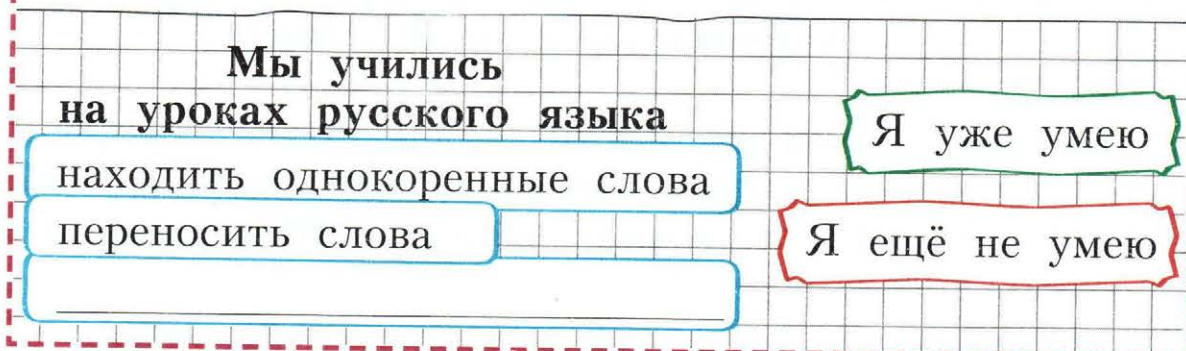 Мы учились
на уроках русского языка
находить однокоренные слова
переносить слова
Я уже умею
Я ещё не умею